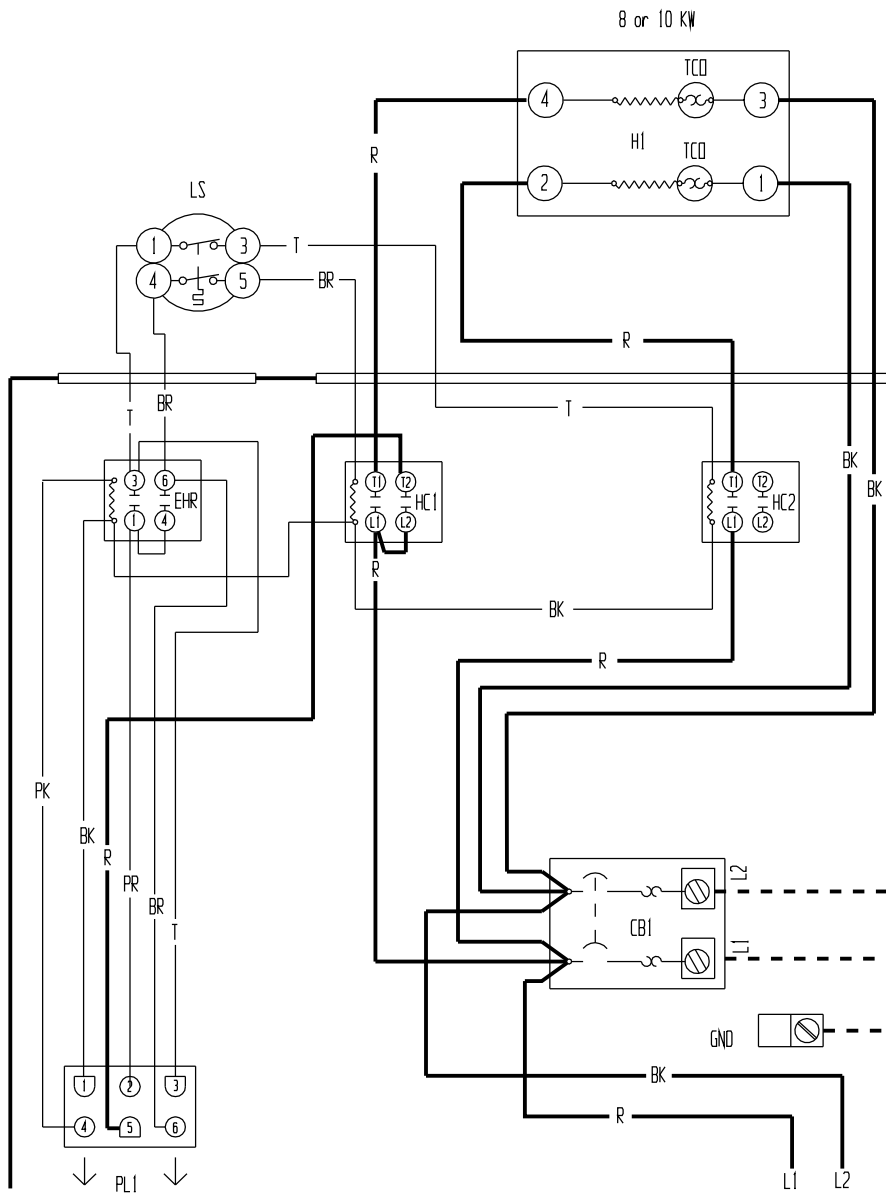 8 or 10 KW
TCO
4
3
R
H1
TCO
2
1
LS
1
3
T
4
5
BR
R
BR
T
T
BK
BK
3
6
EHR
1
4
T1
T2
HC1
L1
L2
T1
T2
HC2
L1
L2
R
BK
R
PK
BK
R
PR
BR
T
L2
CB1
L1
GND
1
2
3
BK
4
5
6
R
PL1
L1
L2